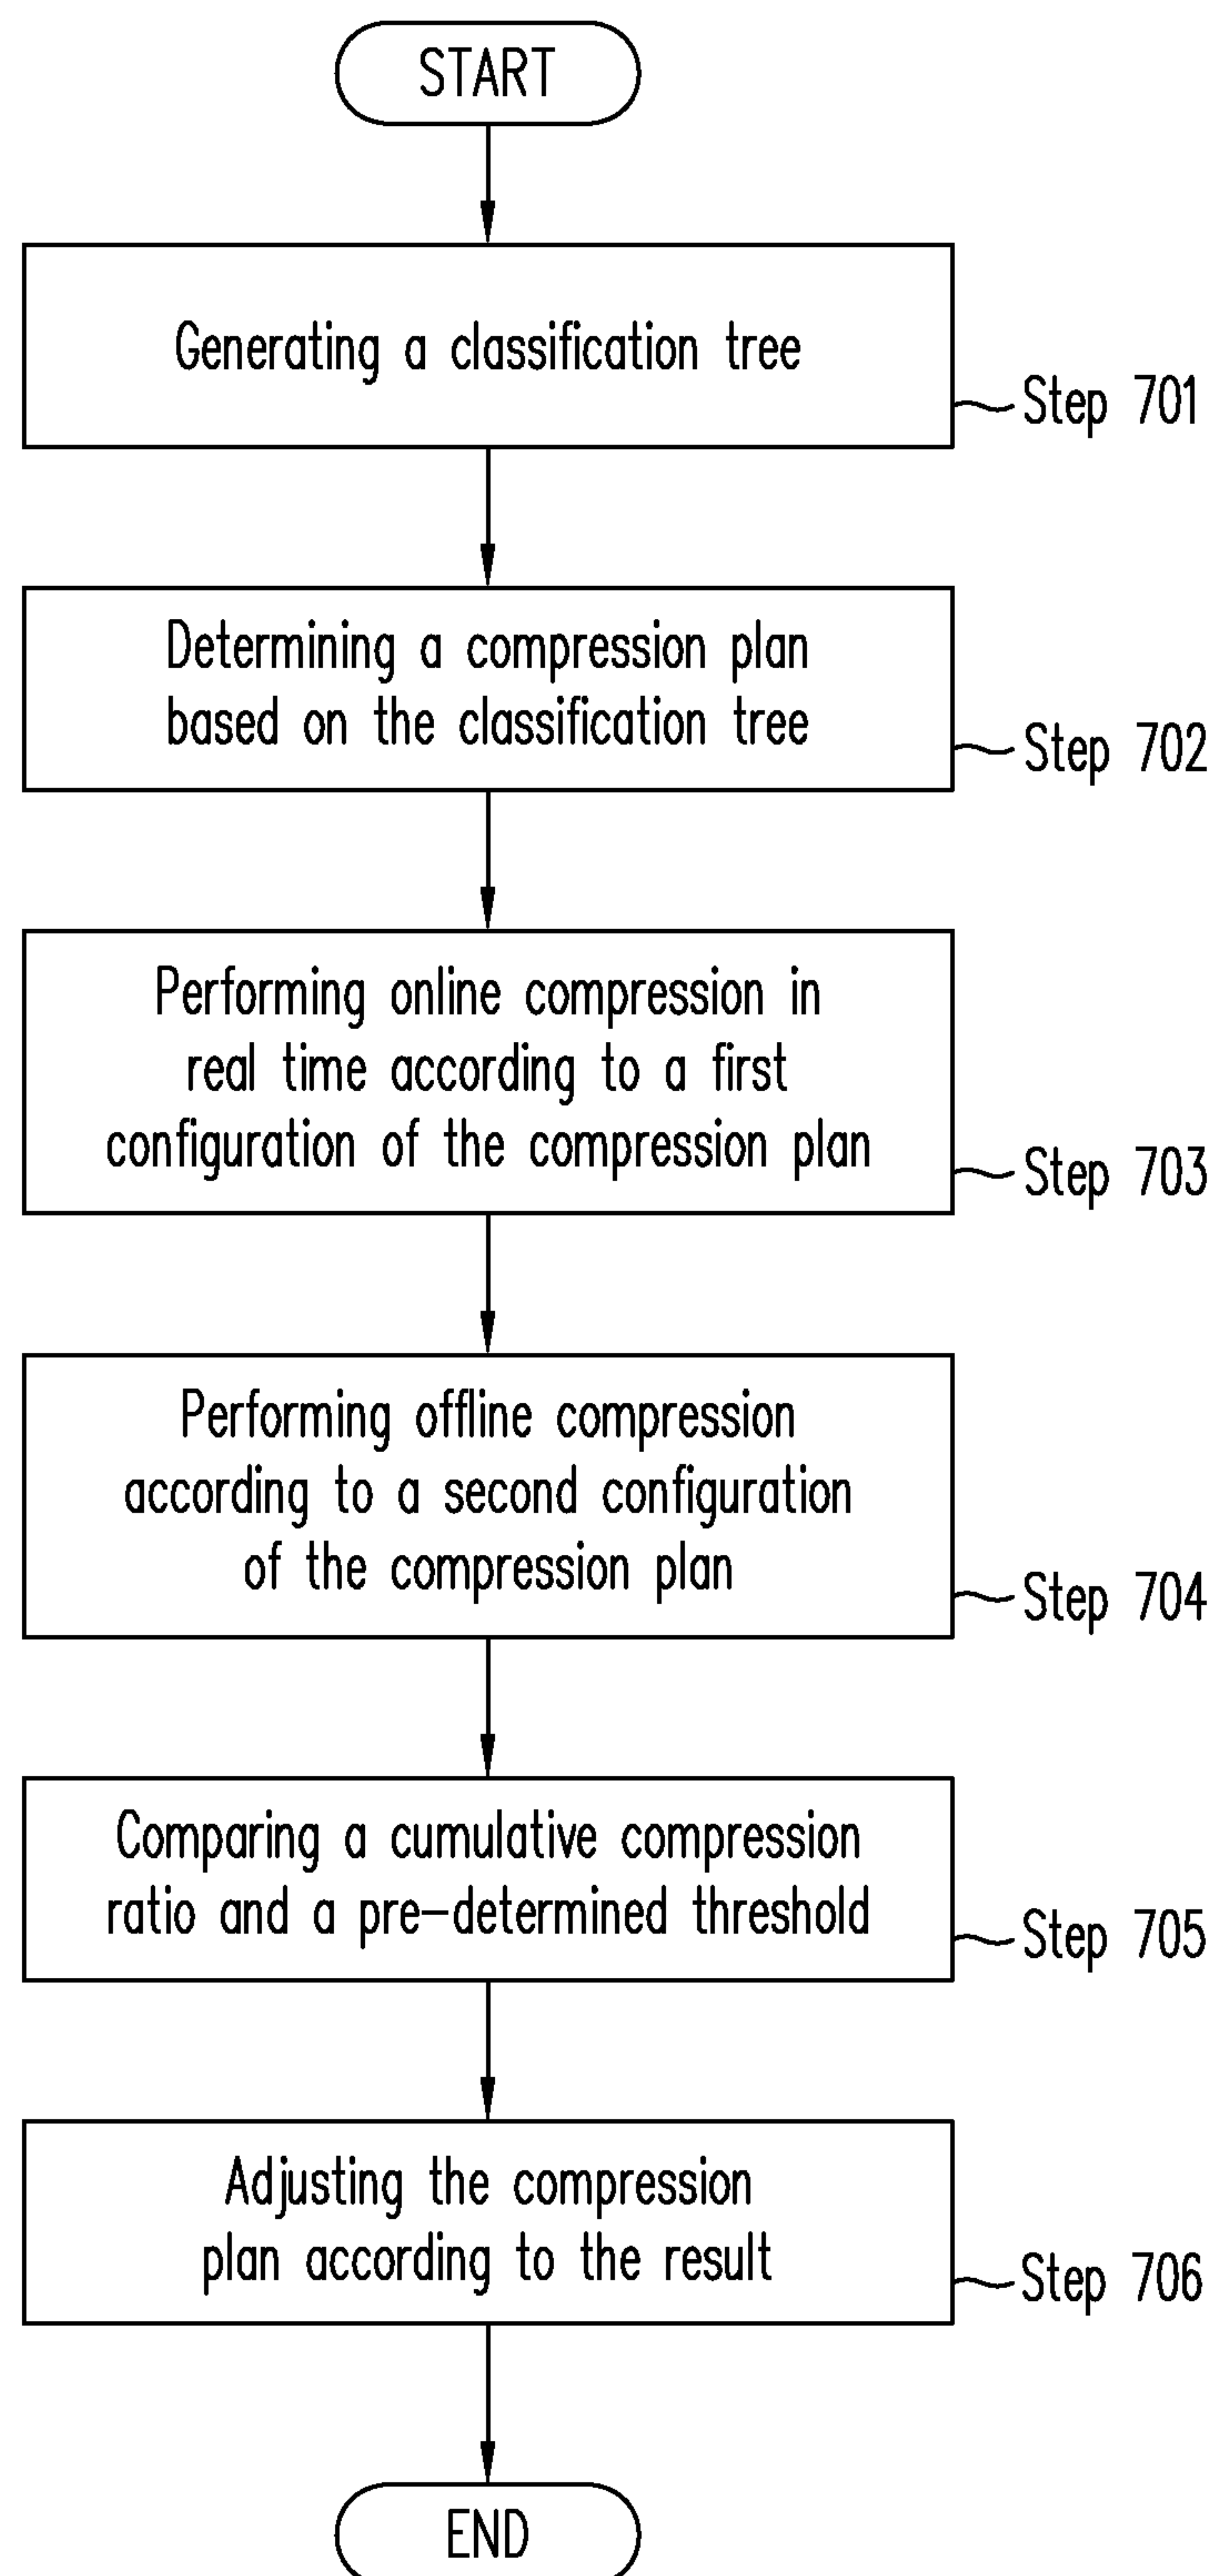 START
Generating a classification tree
Step 701
Determining a compression plan
based on the classification tree
Step 702
Performing online compression in
real time according to a first
configuration of the compression plan
Step 703
Performing offline compression
according to a second configuration
of the compression plan
Step 704
Comparing a cumulative compression
ratio and a pre-determined threshold
Step 705
Adjusting the compression
plan according to the result
Step 706
END